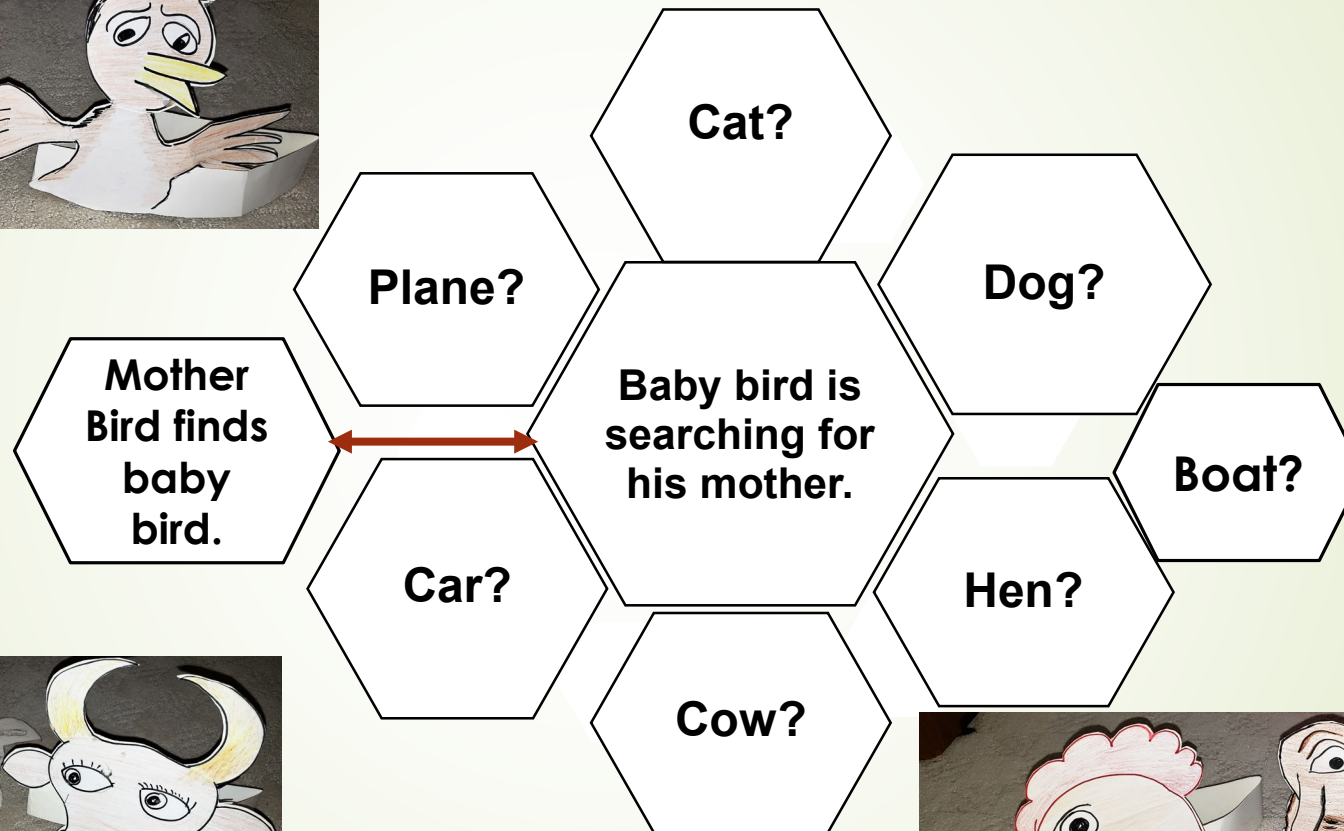 Cat?
Dog?
Plane?
Mother
Bird finds
baby
bird.
Baby bird is
searching for
his mother.
Boat?
Car?
Hen?
Cow?